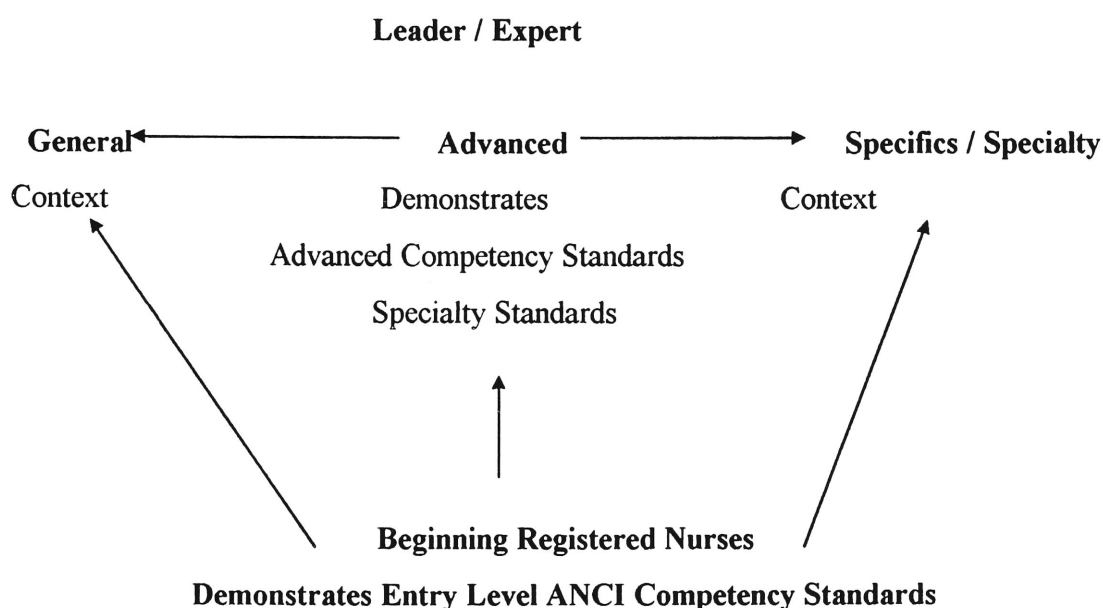 Leader / Expert
General Advanced Specifics / Specialty
Context Demonstrates Context
Advanced Competency Standards
Specialty Standards
Beginning Registered Nurses
Demonstrates Entry Level ANCI Competency Standards